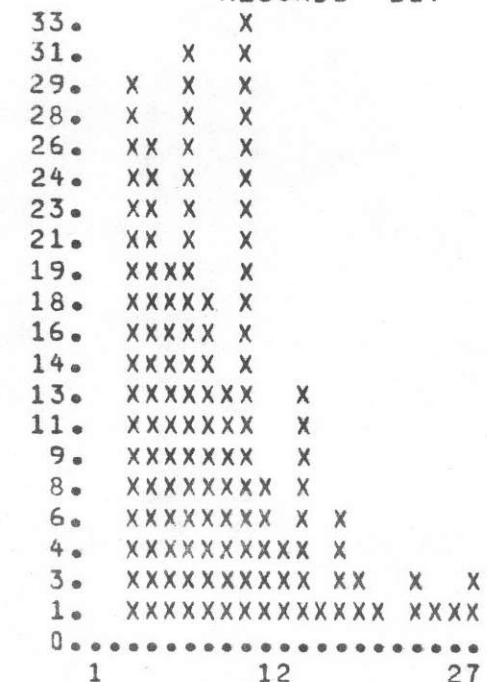 33.         X
31.      X  X
29.   X  X  X
28.   X  X  X
26.   XX X  X
24.   XX X  X
23.   XX X  X
21.   XX X  X
19.   XXXX  X
18.   XXXXX X
16.   XXXXX X
14.   XXXXX X
13.   XXXXXXX  X
11.   XXXXXXX  X
9.   XXXXXXX  X
8.   XXXXXXXX X
6.   XXXXXXXX X X
4.   XXXXXXXXXX X
3.   XXXXXXXXXX XX  X  X
1.   XXXXXXXXXXXXXX XXXX
0......................
1 12 27